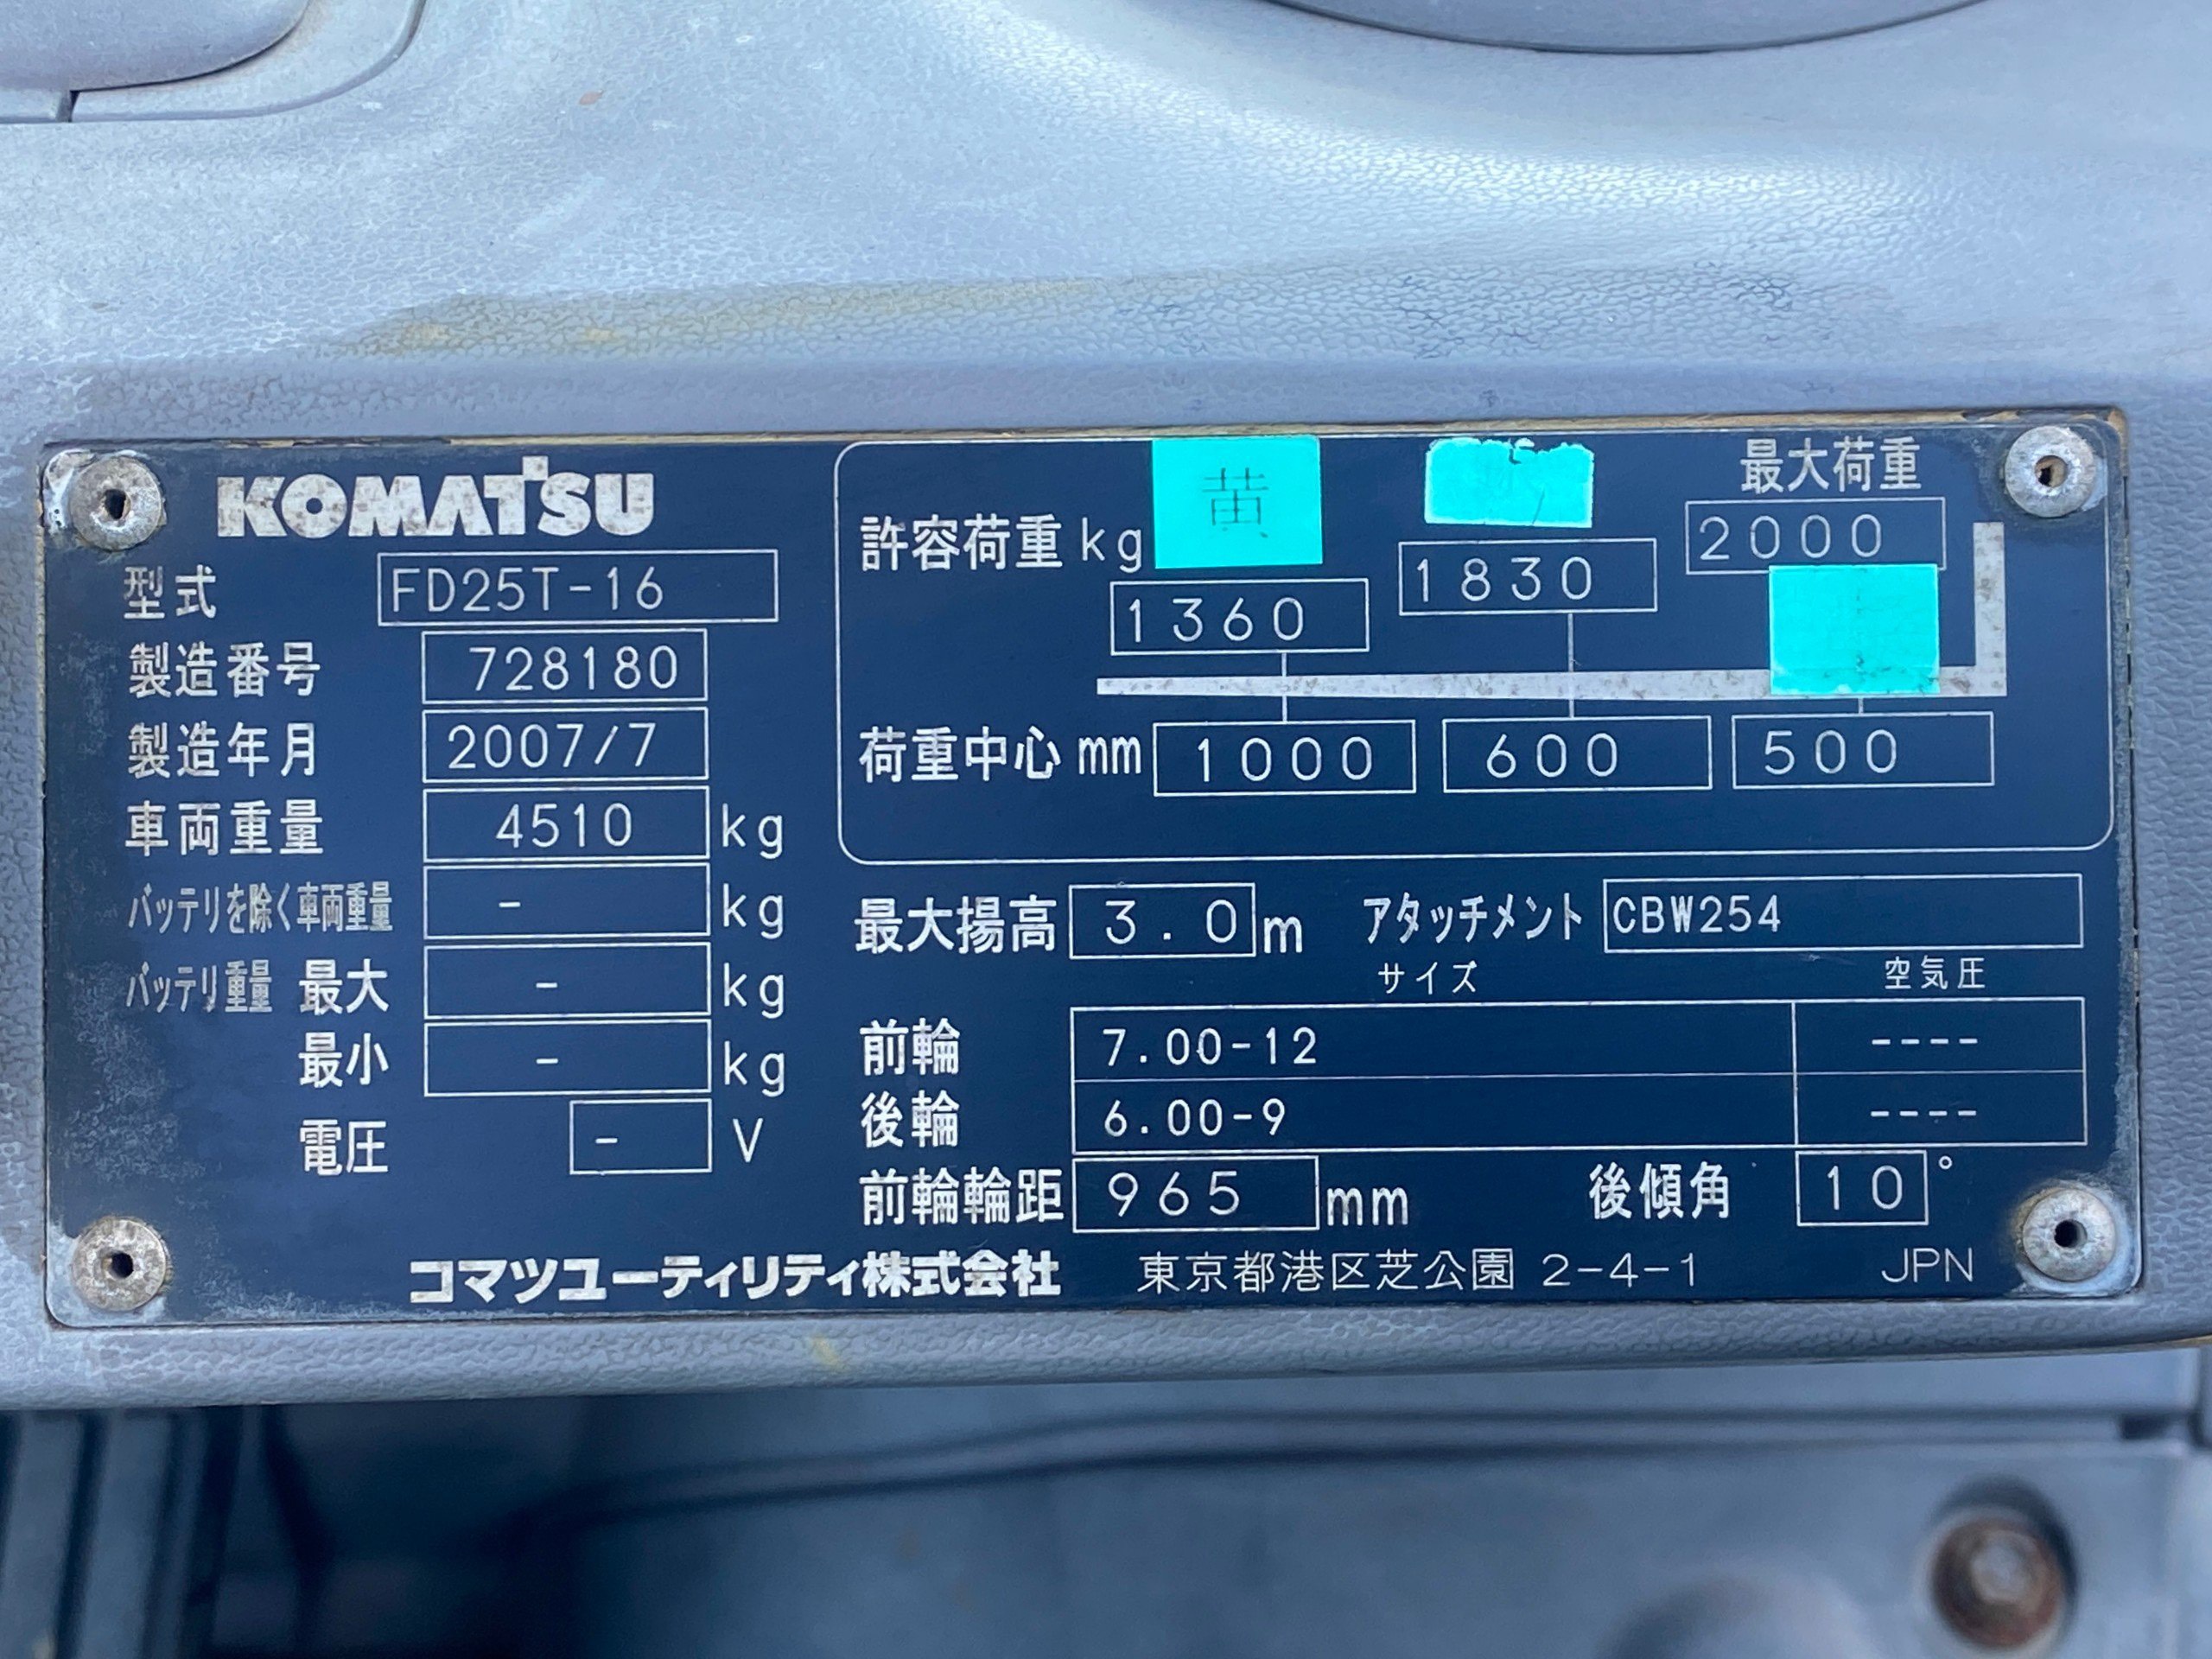 KOMATSU
型式 FD25T-16
製造番号 728180
製造年月 2007/7
車両重量 4510 kg
バッテリを除く車両重量 - kg
バッテリ重量 最大 - kg
最小 - kg
電圧 - V
黄
最大荷重
許容荷重 kg 1360 1830 2000
荷重中心 mm 1000 600 500
最大揚高 3.0 m アタッチメント CBW254
サイズ 空気圧
前輪 7.00-12 ----
後輪 6.00-9 ----
前輪輪距 965 mm 後傾角 10°
コマツユーティリティ株式会社 東京都港区芝公園 2-4-1 JPN